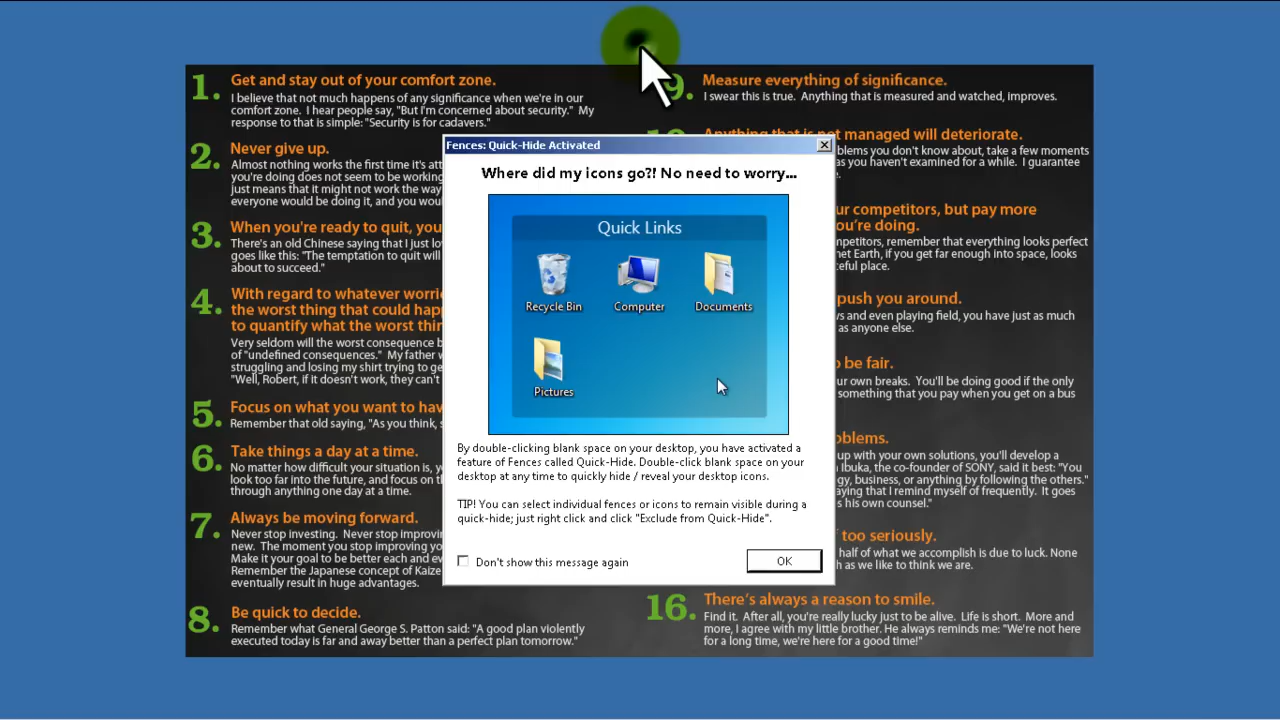 1. Get and stay out of your comfort zone.
I believe that not much happens of any significance when we're in our
comfort zone. I hear people say, "But I'm concerned about security." My
response to that is simple: "Security is for cadavers."
2. Never give up.
Almost nothing works the first time it's
you're doing does not seem to be working
just means that it might not work the way
everyone would be doing it, and you
3. When you're ready to quit,
There's an old Chinese saying that I just
goes like this: "The temptation to quit will
about to succeed."
4. With regard to whatever
the worst thing that could
to quantify what the worst
Very seldom will the worst consequence
of "undefined consequences." My father
struggling and losing my shirt trying to
"Well, Robert, if it doesn't work, they can't
5. Focus on what you want to
Remember that old saying, "As you think,
6. Take things a day at a time.
No matter how difficult your situation is,
look too far into the future, and focus on
through anything one day at a time.
7. Always be moving forward.
Never stop investing. Never stop
new. The moment you stop improving
Make it your goal to be better each and
Remember the Japanese concept of
eventually result in huge advantages.
8. Be quick to decide.
Remember what General George S. Patton said: "A good plan violently
executed today is far and away better than a perfect plan tomorrow."
Fences: Quick-Hide Activated
Where did my icons go?! No need to worry...
Quick Links
Recycle Bin Computer Documents
Pictures
By double-clicking blank space on your desktop, you have activated a
feature of Fences called Quick-Hide. Double-click blank space on your
desktop at any time to quickly hide / reveal your desktop icons.
TIP! You can select individual fences or icons to remain visible during a
quick-hide; just right click and click "Exclude from Quick-Hide".
Don't show this message again
OK
9. Measure everything of significance.
I swear this is true. Anything that is measured and watched, improves.
Anything that is not managed will deteriorate.
you don't know about, take a few moments
as you haven't examined for a while. I guarantee
competitors, but pay more
you're doing.
remember that everything looks perfect
Earth, if you get far enough into space, looks
place.
push you around.
and even playing field, you have just as much
as anyone else.
be fair.
own breaks. You'll be doing good if the only
something that you pay when you get on a bus
up with your own solutions, you'll develop a
Ibuka, the co-founder of SONY, said it best: "You
business, or anything by following the others."
saying that I remind myself of frequently. It goes
his own counsel."
too seriously.
half of what we accomplish is due to luck. None
as we like to think we are.
16. There's always a reason to smile.
Find it. After all, you're really lucky just to be alive. Life is short. More and
more, I agree with my little brother. He always reminds me: "We're not here
for a long time, we're here for a good time!"